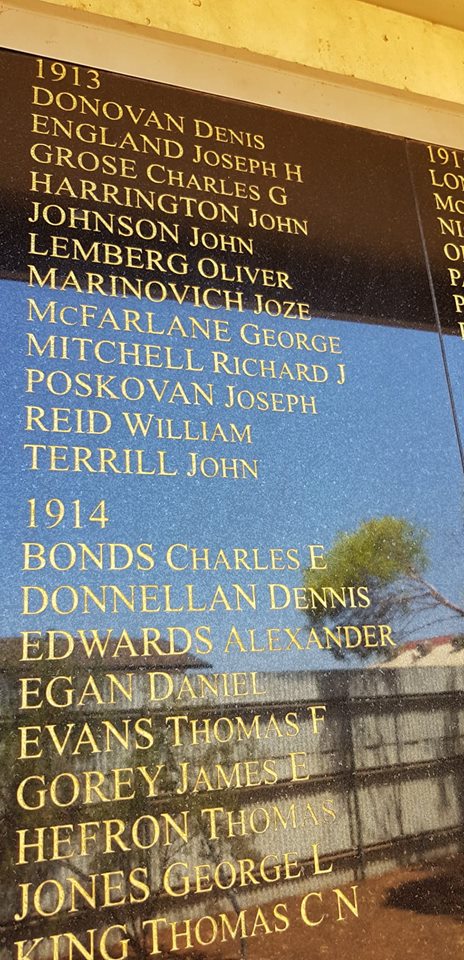 1913
DONOVAN DENIS
ENGLAND JOSEPH H
GROSE CHARLES G
HARRINGTON JOHN
JOHNSON JOHN
LEMBERG OLIVER
MARINOVICH JOZE
MCFARLANE GEORGE
MITCHELL RICHARD J
POSKOVAN JOSEPH
REID WILLIAM
TERRILL JOHN
1914
BONDS CHARLES E
DONNELLAN DENNIS
EDWARDS ALEXANDER
EGAN DANIEL
EVANS THOMAS F
GOREY JAMES E
HEFRON THOMAS
JONES GEORGE L
KING THOMAS C N